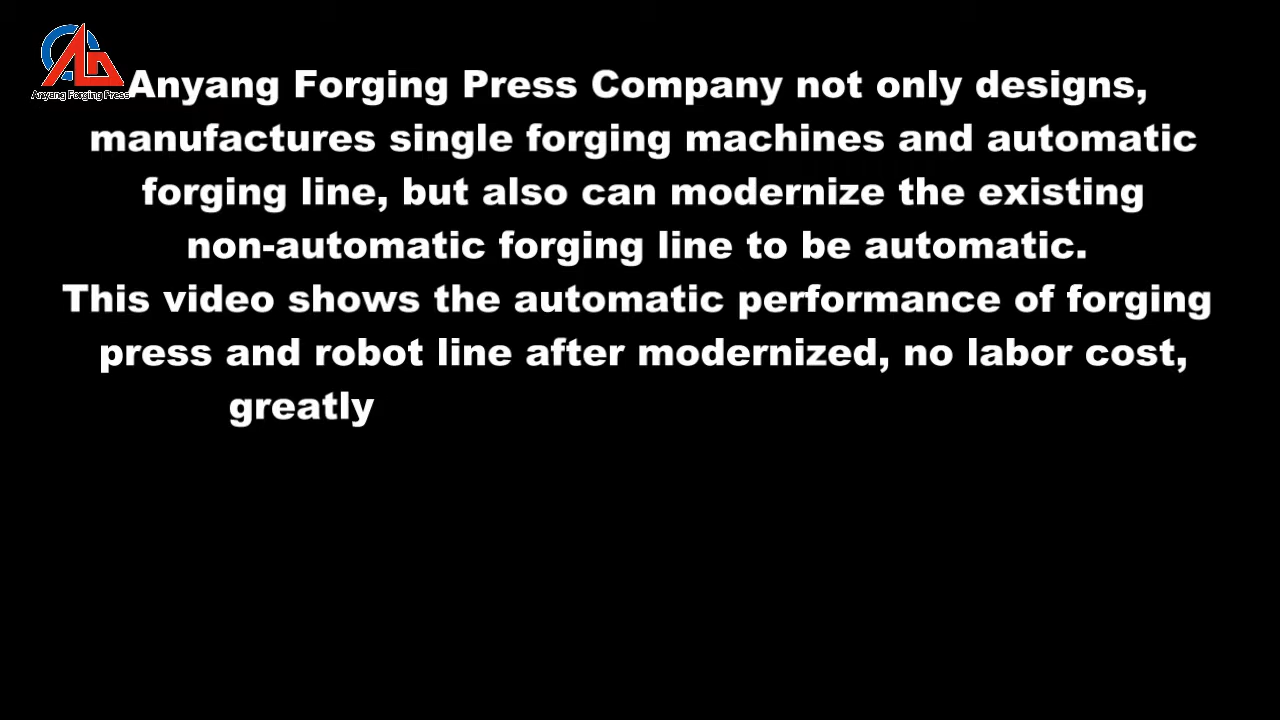 Anyang Forging Press
Anyang Forging Press Company not only designs,
manufactures single forging machines and automatic
forging line, but also can modernize the existing
non-automatic forging line to be automatic.
This video shows the automatic performance of forging
press and robot line after modernized, no labor cost,
greatly